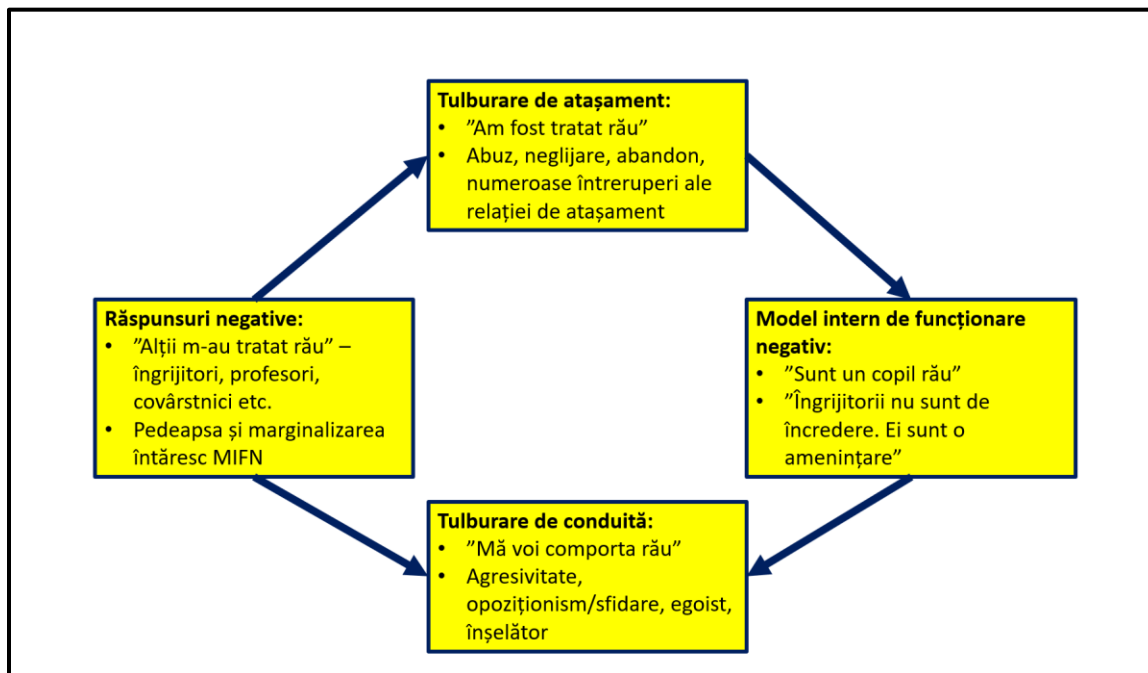 Tulburare de atașament:
• ”Am fost tratat rău”
• Abuz, neglijare, abandon,
numeroase întreruperi ale
relației de atașament
Răspunsuri negative:
• ”Alții m-au tratat rău” –
îngrijitori, profesori,
covârstnici etc.
• Pedeapsa și marginalizarea
întăresc MIFN
Model intern de funcționare
negativ:
• ”Sunt un copil rău”
• ”Îngrijitorii nu sunt de
încredere. Ei sunt o
amenințare”
Tulburare de conduită:
• ”Mă voi comporta rău”
• Agresivitate,
opoziționism/sfidare, egoist,
înșelător